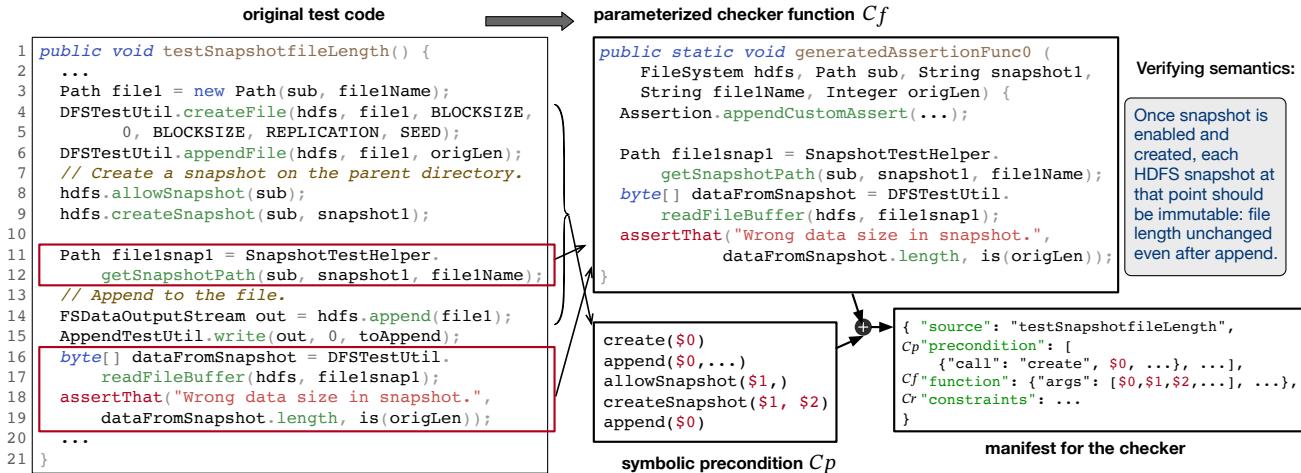 original test code
1 public void testSnapshotfileLength() {
2 ...
3 Path file1 = new Path(sub, file1Name);
4 DFSTestUtil.createFile(hdfs, file1, BLOCKSIZE,
5 0, BLOCKSIZE, REPLICATION, SEED);
6 DFSTestUtil.appendFile(hdfs, file1, origLen);
7 // Create a snapshot on the parent directory.
8 hdfs.allowSnapshot(sub);
9 hdfs.createSnapshot(sub, snapshot1);
10
11 Path file1snap1 = SnapshotTestHelper.
12 getSnapshotPath(sub, snapshot1, file1Name);
13 // Append to the file.
14 FSDataOutputStream out = hdfs.append(file1);
15 AppendTestUtil.write(out, 0, toAppend);
16 byte[] dataFromSnapshot = DFSTestUtil.
17 readFileBuffer(hdfs, file1snap1);
18 assertThat("Wrong data size in snapshot.",
19 dataFromSnapshot.length, is(origLen));
20 ...
21 }
parameterized checker function Cf
public static void generatedAssertionFunc0 (
FileSystem hdfs, Path sub, String snapshot1,
String file1Name, Integer origLen) {
Assertion.appendCustomAssert(...);
Path file1snap1 = SnapshotTestHelper.
getSnapshotPath(sub, snapshot1, file1Name);
byte[] dataFromSnapshot = DFSTestUtil.
readFileBuffer(hdfs, file1snap1);
assertThat("Wrong data size in snapshot.",
dataFromSnapshot.length, is(origLen));
}
Verifying semantics:
Once snapshot is
enabled and
created, each
HDFS snapshot at
that point should
be immutable: file
length unchanged
even after append.
create($0)
append($0,...)
allowSnapshot($1,)
createSnapshot($1, $2)
append($0)
symbolic precondition Cp
{ "source": "testSnapshotfileLength",
Cp "precondition": [
{"call": "create", $0, ...}, ...],
Cf "function": {"args": [$0,$1,$2,...], ...},
Cr "constraints": ...
}
manifest for the checker